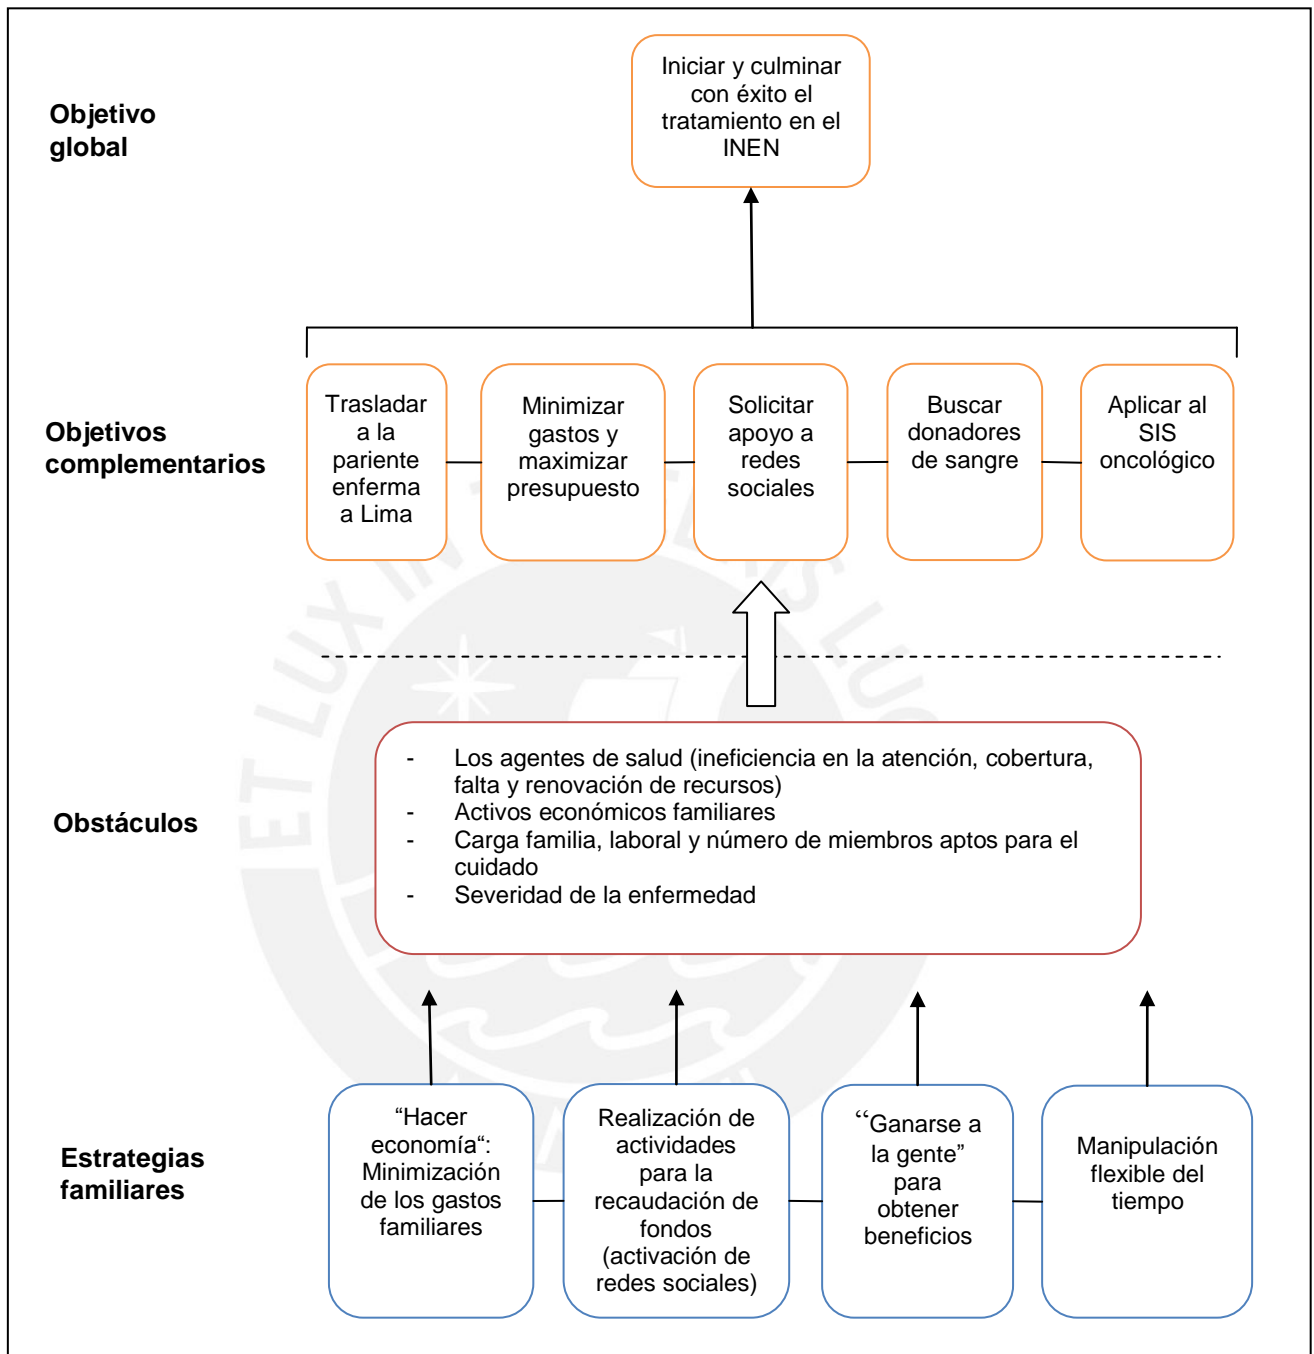 Objetivo
global
Iniciar y culminar
con éxito el
tratamiento en el
INEN
Objetivos
complementarios
Trasladar
a la
pariente
enferma
a Lima
Minimizar
gastos y
maximizar
presupuesto
Solicitar
apoyo a
redes
sociales
Buscar
donadores
de sangre
Aplicar al
SIS
oncológico
Obstáculos
- Los agentes de salud (ineficiencia en la atención, cobertura,
falta y renovación de recursos)
- Activos económicos familiares
- Carga familia, laboral y número de miembros aptos para el
cuidado
- Severidad de la enfermedad
Estrategias
familiares
“Hacer
economía“:
Minimización
de los gastos
familiares
Realización de
actividades
para la
recaudación de
fondos
(activación de
redes sociales)
“Ganarse a
la gente” para
obtener
beneficios
Manipulación
flexible del
tiempo
ET LUX IN
LUC